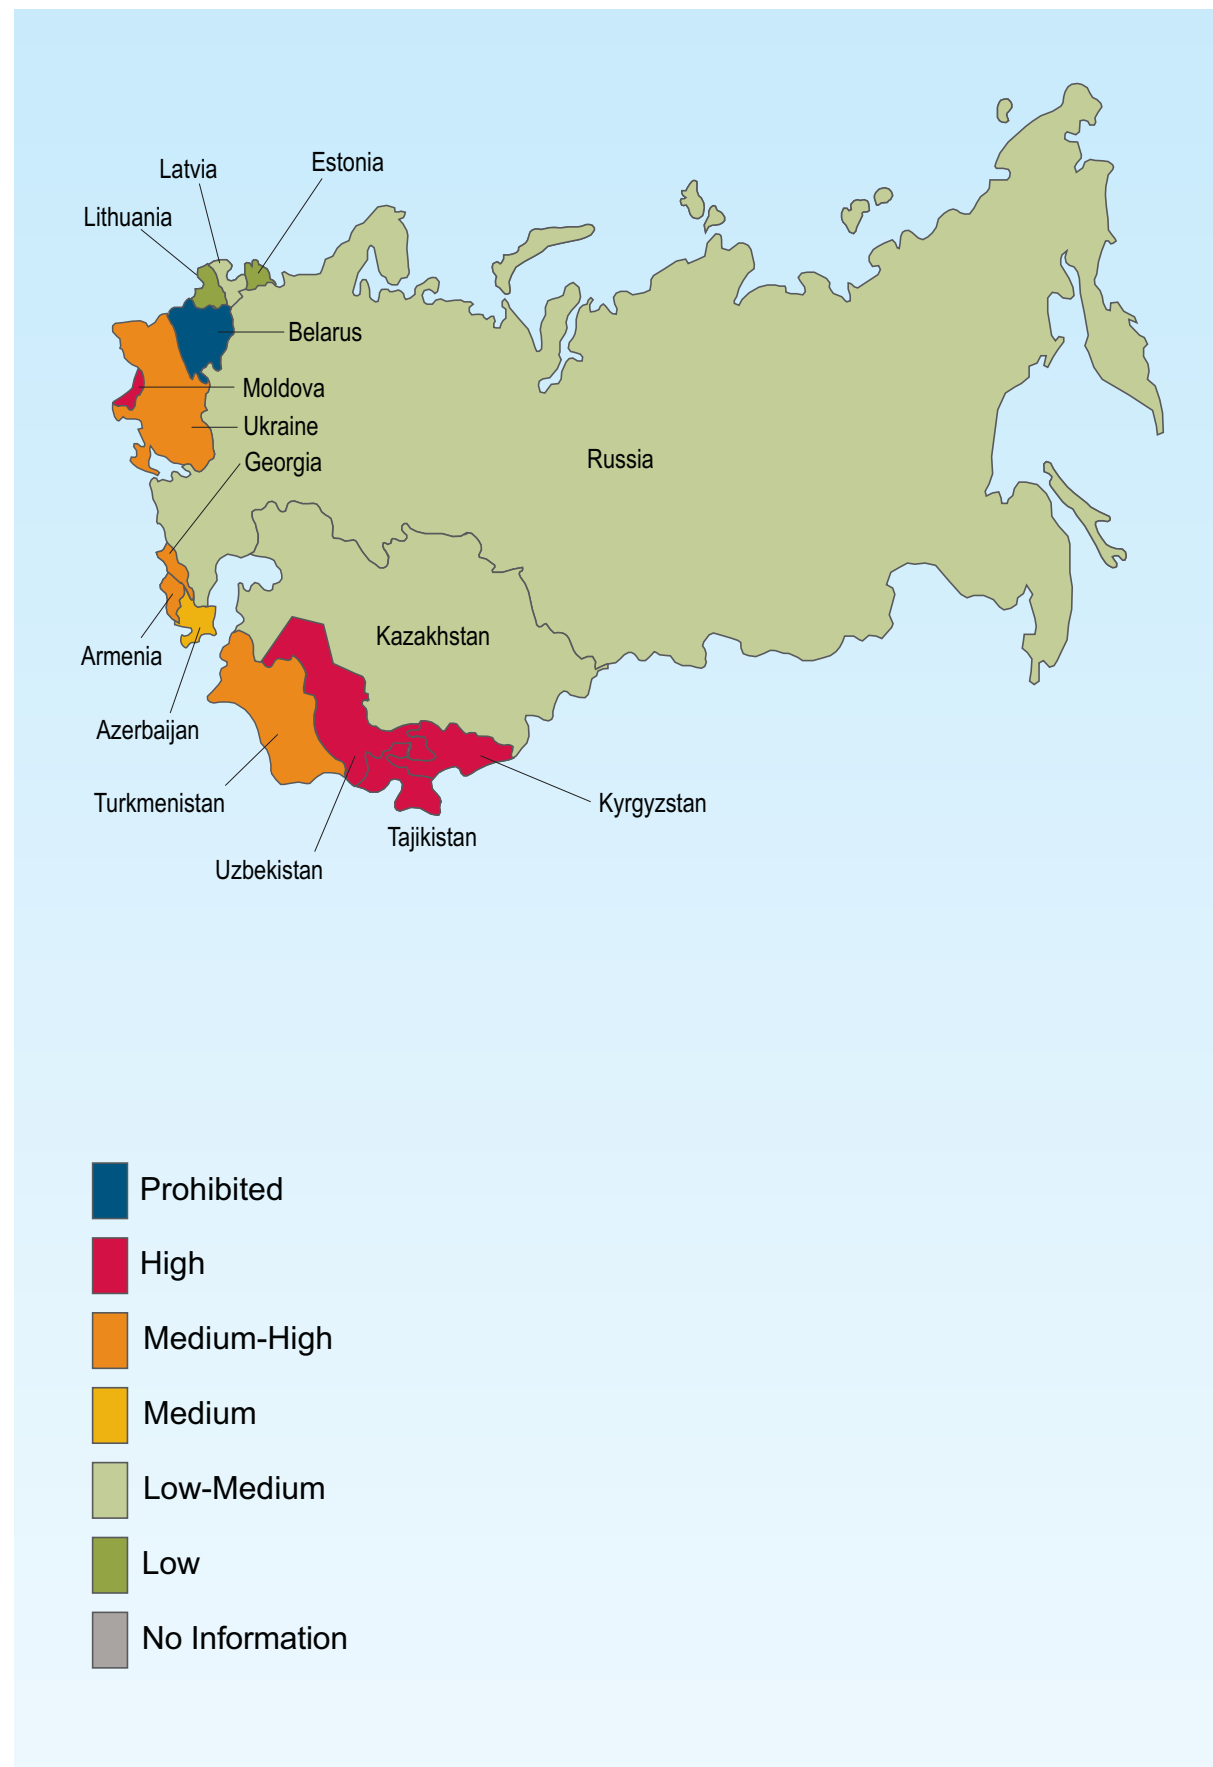 Estonia
Latvia
Lithuania
Belarus
Moldova
Ukraine
Georgia
Russia
Kazakhstan
Armenia
Azerbaijan
Turkmenistan
Kyrgyzstan
Tajikistan
Uzbekistan
Prohibited
High
Medium-High
Medium
Low-Medium
Low
No Information